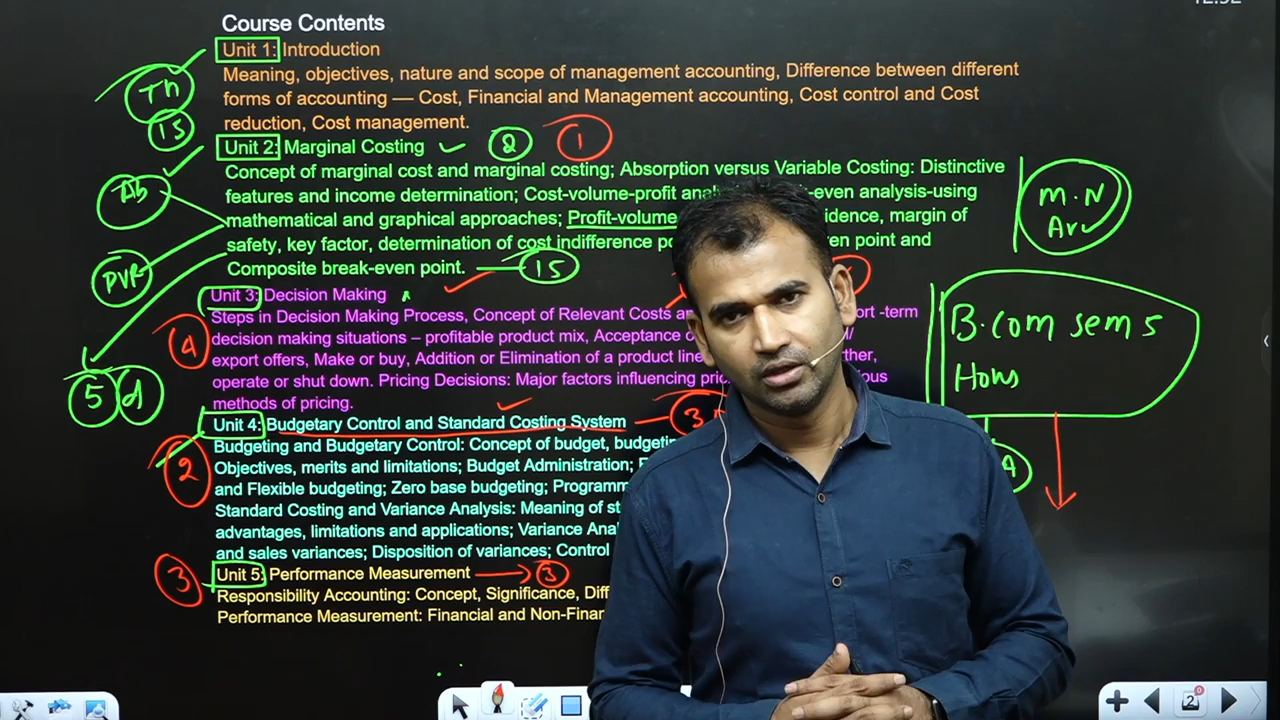 Course Contents
Unit 1: Introduction
Meaning, objectives, nature and scope of management accounting, Difference between different
forms of accounting — Cost, Financial and Management accounting, Cost control and Cost
reduction, Cost management.
Th
15
Unit 2: Marginal Costing
2
1
Concept of marginal cost and marginal costing; Absorption versus Variable Costing: Distinctive
features and income determination; Cost-volume-profit
even analysis-using
mathematical and graphical approaches; Profit-volume
margin of
safety, key factor, determination of cost indifference
point and
Composite break-even point.
15
PVR
M.N
Unit 3: Decision Making
Steps in Decision Making Process, Concept of Relevant Costs
-term
decision making situations – profitable product mix, Acceptance
export offers, Make or buy, Addition or Elimination of a product line
operate or shut down. Pricing Decisions: Major factors influencing
methods of pricing.
4
B.com sem 5
Hons
5
d
Unit 4: Budgetary Control and Standard Costing System
3
Budgeting and Budgetary Control: Concept of budget,
Objectives, merits and limitations; Budget Administration;
and Flexible budgeting; Zero base budgeting;
Standard Costing and Variance Analysis: Meaning of
advantages, limitations and applications; Variance
and sales variances; Disposition of variances; Control
2
Unit 5: Performance Measurement
3
3
Responsibility Accounting: Concept, Significance,
Performance Measurement: Financial and
2